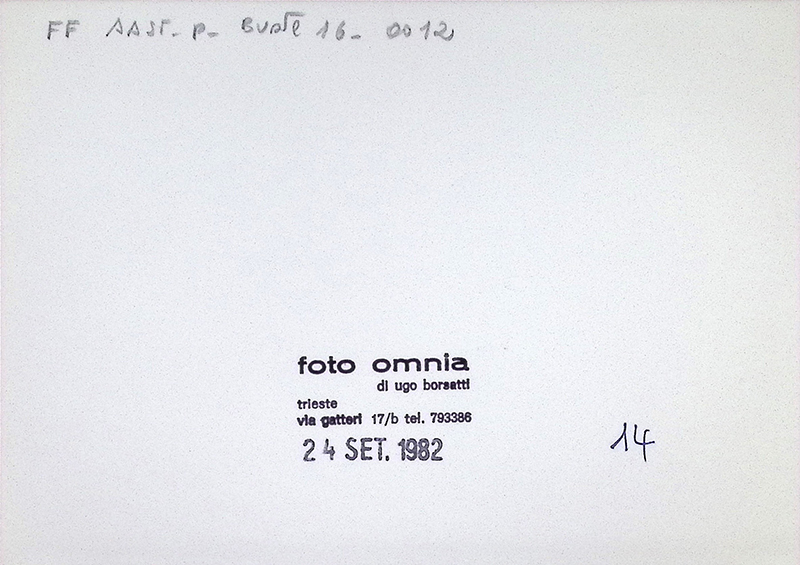 FF AAST- p- BUSTE 16- 0012
foto omnia
di ugo borsatti
trieste
via gatteri 17/b tel. 793386
24 SET. 1982
14